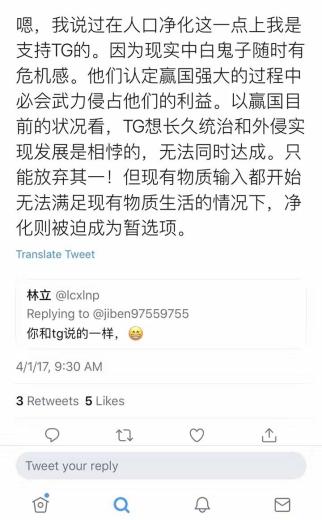 嗯，我说过在人口净化这一点上我是
支持TG的。因为现实中白鬼子随时有
危机感。他们认定赢国强大的过程中
必会武力侵占他们的利益。以赢国目
前的状况看，TG想长久统治和外侵实
现发展是相悖的，无法同时达成。只
能放弃其一！但现有物质输入都开始
无法满足现有物质生活的情况下，净
化则被迫成为暂选项。
Translate Tweet
林立 @lcxlnp
Replying to @jiben97559755
你和tg说的一样，😁
4/1/17, 9:30 AM
3 Retweets 5 Likes
Tweet your reply